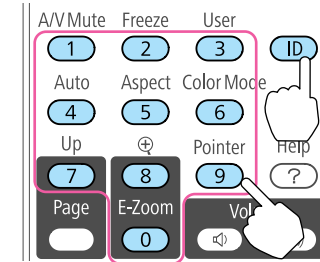 A/V Mute Freeze User
1 2 3 ID
Auto Aspect Color Mode
4 5 6
Up Pointer Help
7 8 9 ?
Page E-Zoom Vol
0